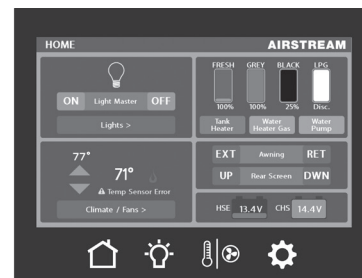 HOME
AIRSTREAM
ON Light Master OFF
Lights >
77°
71°
Temp Sensor Error
Climate / Fans >
FRESH GREY BLACK LPG
100% 100% 25% Disc.
Tank Heater
Water Heater Gas
Water Pump
EXT Awning RET
UP Rear Screen DWN
HSE 13.4V CHS 14.4V